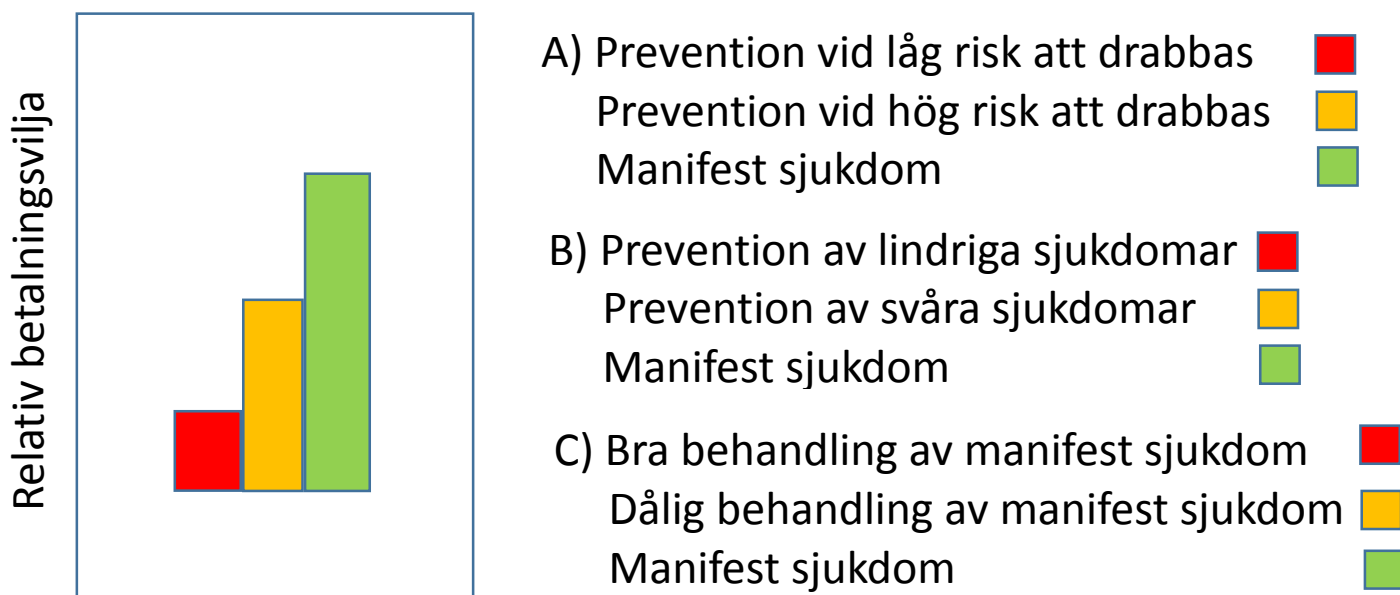 Relativ betalningsvilja
A) Prevention vid låg risk att drabbas
Prevention vid hög risk att drabbas
Manifest sjukdom
B) Prevention av lindriga sjukdomar
Prevention av svåra sjukdomar
Manifest sjukdom
C) Bra behandling av manifest sjukdom
Dålig behandling av manifest sjukdom
Manifest sjukdom